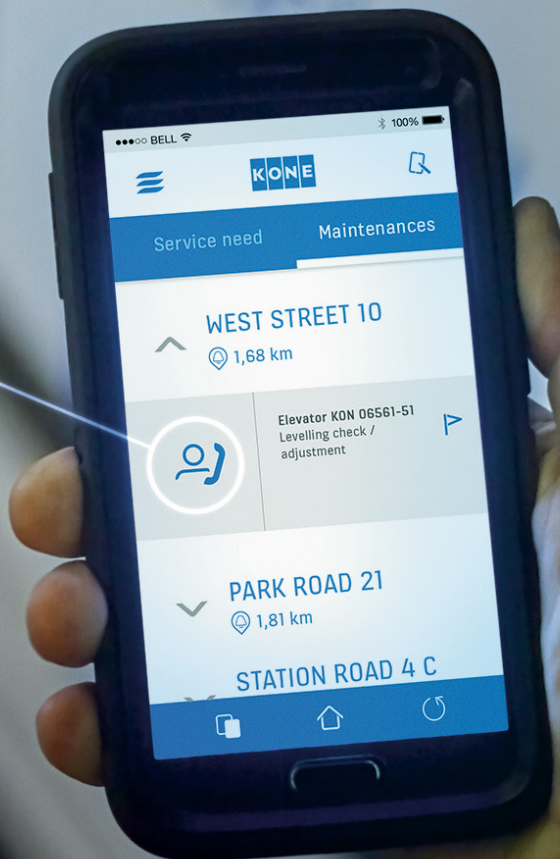 BELL 100%
KONE
Service need Maintenances
WEST STREET 10
1,68 km
Elevator KON 06561-51
Levelling check /
adjustment
PARK ROAD 21
1,81 km
STATION ROAD 4 C